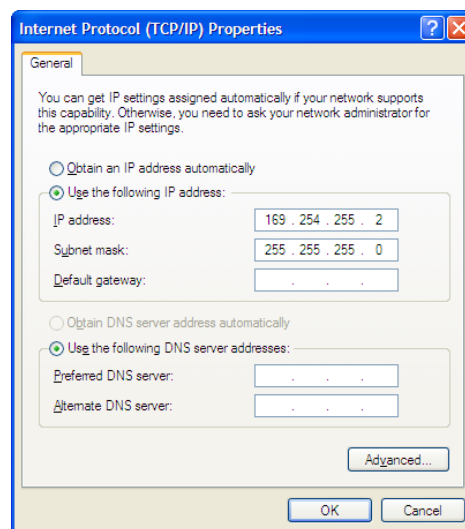 Internet Protocol (TCP/IP) Properties
General
You can get IP settings assigned automatically if your network supports
this capability. Otherwise, you need to ask your network administrator for
the appropriate IP settings.
Obtain an IP address automatically
Use the following IP address:
IP address: 169 . 254 . 255 . 2
Subnet mask: 255 . 255 . 255 . 0
Default gateway: . . .
Obtain DNS server address automatically
Use the following DNS server addresses:
Preferred DNS server: . . .
Alternate DNS server: . . .
Advanced...
OK Cancel